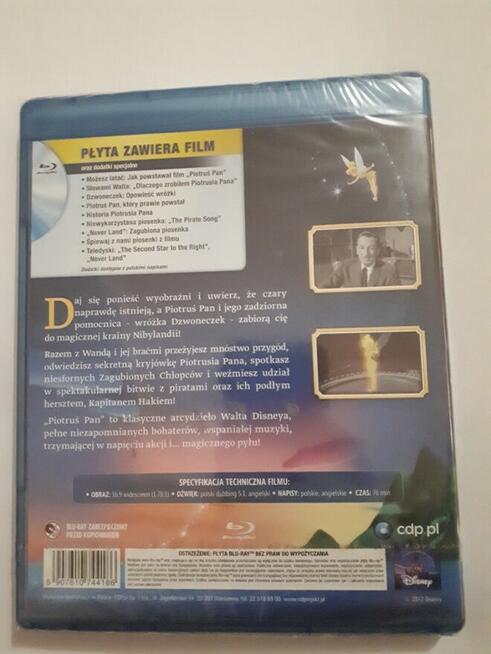 PŁYTA ZAWIERA FILM
oraz dodatki specjalne
• Możesz latać: Jak powstawał film „Piotruś Pan"
• Słowami Walta: „Dlaczego zrobiłem Piotrusia Pana"
• Dzwoneczek: Opowieść wróżki
• Piotruś Pan, który prawie powstał
• Historia Piotrusia Pana
• Niewykorzystana piosenka: „The Pirate Song"
• „Never Land": Zagubiona piosenka
• Śpiewaj z nami piosenki z filmu
• Teledyski: „The Second Star to the Right",
„Never Land"
Dodatki dostępne z polskimi napisami
Daj się ponieść wyobraźni i uwierz, że czary
naprawdę istnieją, a Piotruś Pan i jego zadziorna
pomocnica - wróżka Dzwoneczek - zabiorą cię
do magicznej krainy Nibylandii!
Razem z Wandą i jej braćmi przeżyjesz mnóstwo przygód,
odwiedzisz sekretną kryjówkę Piotrusia Pana, spotkasz
niesfornych Zagubionych Chłopców i weźmiesz udział
w spektakularnej bitwie z piratami oraz ich podłym
hersztem, Kapitanem Hakiem!
„Piotruś Pan" to klasyczne arcydzieło Walta Disneya,
pełne niezapomnianych bohaterów, wspaniałej muzyki,
trzymającej w napięciu akcji i... magicznego pyłu!
SPECYFIKACJA TECHNICZNA FILMU:
• OBRAZ: 16:9 widescreen (1.78:1) • DŹWIĘK: polski dubbing 5.1, angielski • NAPISY: polskie, angielskie • CZAS: 76 min
BLU-RAY ZABEZPIECZONY
PRZED KOPIOWANIEM
cdp.pl
OSTRZEŻENIE: PŁYTA BLU-RAY™ BEZ PRAW DO WYPOŻYCZANIA
5 907610 744186
Disney
© 2012 Disney